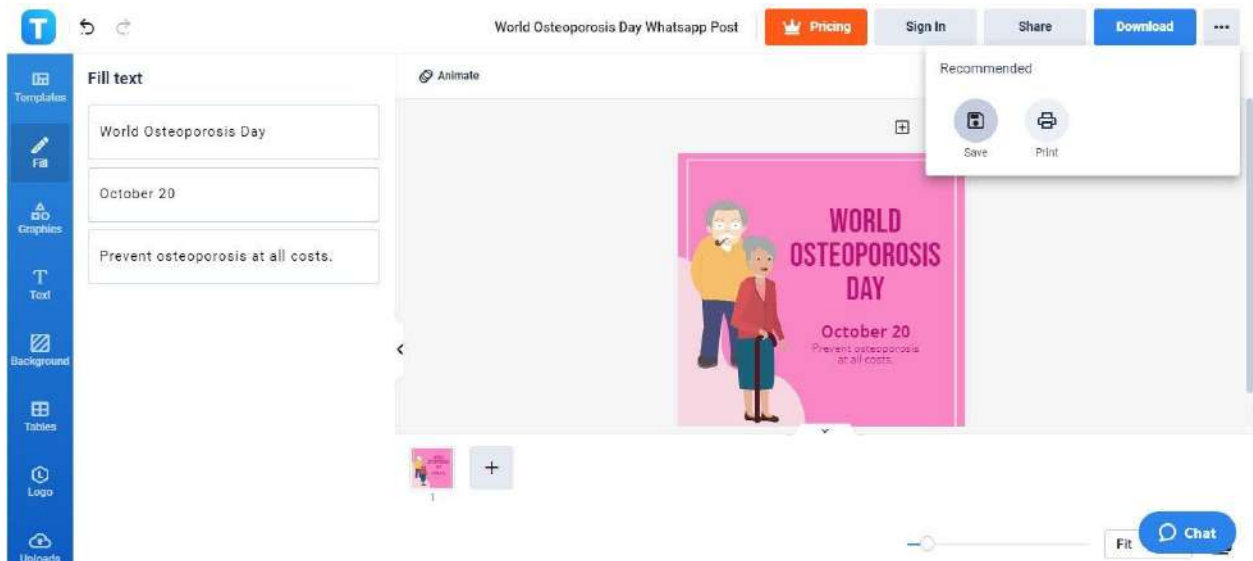 T
World Osteoporosis Day Whatsapp Post
Pricing
Sign In
Share
Download
Templates
Fill
Graphics
Text
Background
Tables
Logo
Uploads
Fill text
World Osteoporosis Day
October 20
Prevent osteoporosis at all costs.
Animate
Recommended
Save
Print
WORLD
OSTEOPOROSIS
DAY
October 20
Prevent osteoporosis
at all costs.
1
Fit
Chat